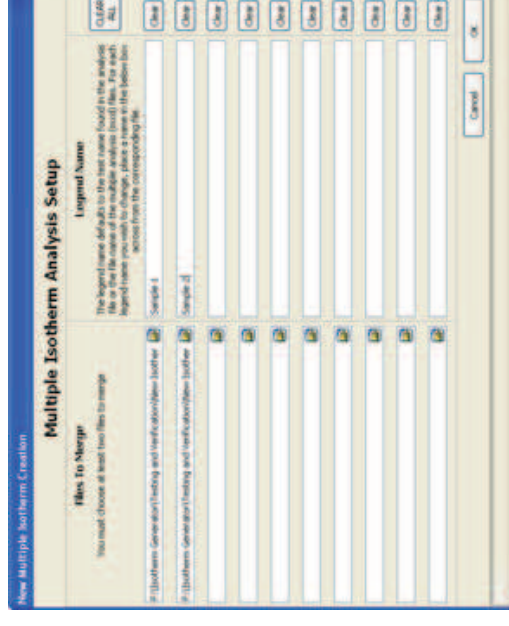 New Multiple Isotherm Creation
Multiple Isotherm Analysis Setup
Files To Merge
Legend Name
You must choose at least two files to merge
The legend name defaults to the test name found in the analysis
file or the file name of the multiple analysis files. For each
legend name you wish to change, place a name in the below box
across from the corresponding file.
CLEAR
ALL
P:\Isotherm Generator\Testing and Verification\New Isother
Sample 1
Clear
P:\Isotherm Generator\Testing and Verification\New Isother
Sample 2
Clear
Clear
Clear
Clear
Clear
Clear
Clear
Clear
Clear
Cancel
OK